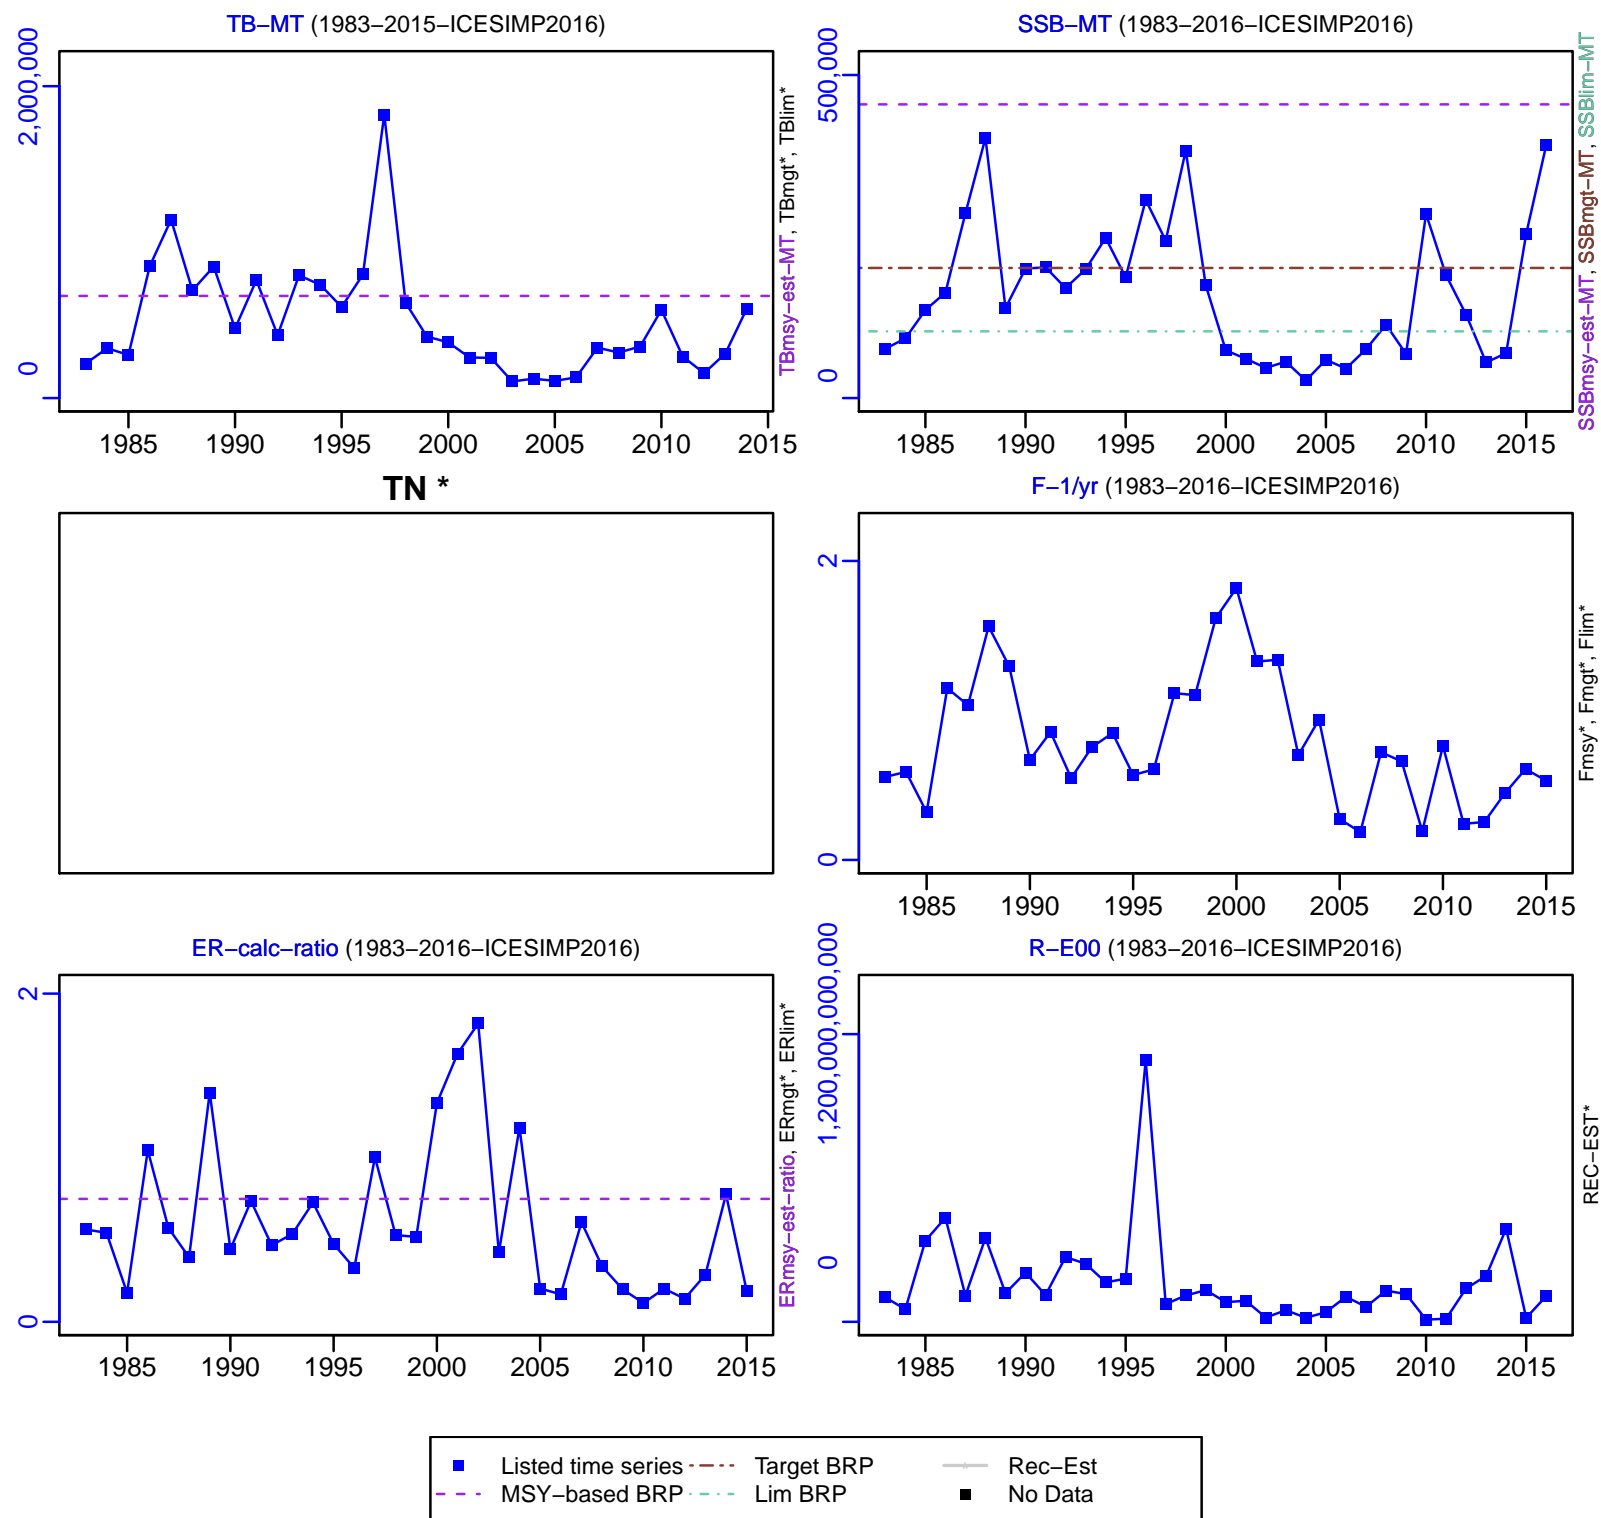 TB−MT (1983−2015−ICESIMP2016)
2,000,000
0
TBmsy−est−MT, TBmgt*, TBlim*
1985 1990 1995 2000 2005 2010 2015
SSB−MT (1983−2016−ICESIMP2016)
500,000
0
SSBmsy−est−MT, SSBmgt−MT, SSBlim−MT
1985 1990 1995 2000 2005 2010 2015
TN *
F−1/yr (1983−2016−ICESIMP2016)
2
0
Fmsy*, Fmgt*, Flim*
1985 1990 1995 2000 2005 2010 2015
ER−calc−ratio (1983−2016−ICESIMP2016)
2
0
ERmsy−est−ratio, ERmgt*, ERlim*
1985 1990 1995 2000 2005 2010 2015
R−E00 (1983−2016−ICESIMP2016)
1,200,000,000,000
0
REC−EST*
1985 1990 1995 2000 2005 2010 2015
Listed time series Target BRP Rec−Est
MSY−based BRP Lim BRP No Data